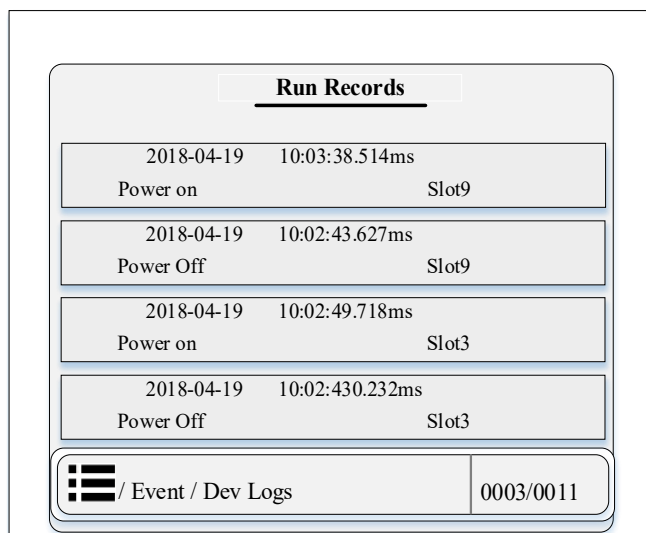 Run Records
2018-04-19 10:03:38.514ms
Power on Slot9
2018-04-19 10:02:43.627ms
Power Off Slot9
2018-04-19 10:02:49.718ms
Power on Slot3
2018-04-19 10:02:430.232ms
Power Off Slot3
/ Event / Dev Logs 0003/0011